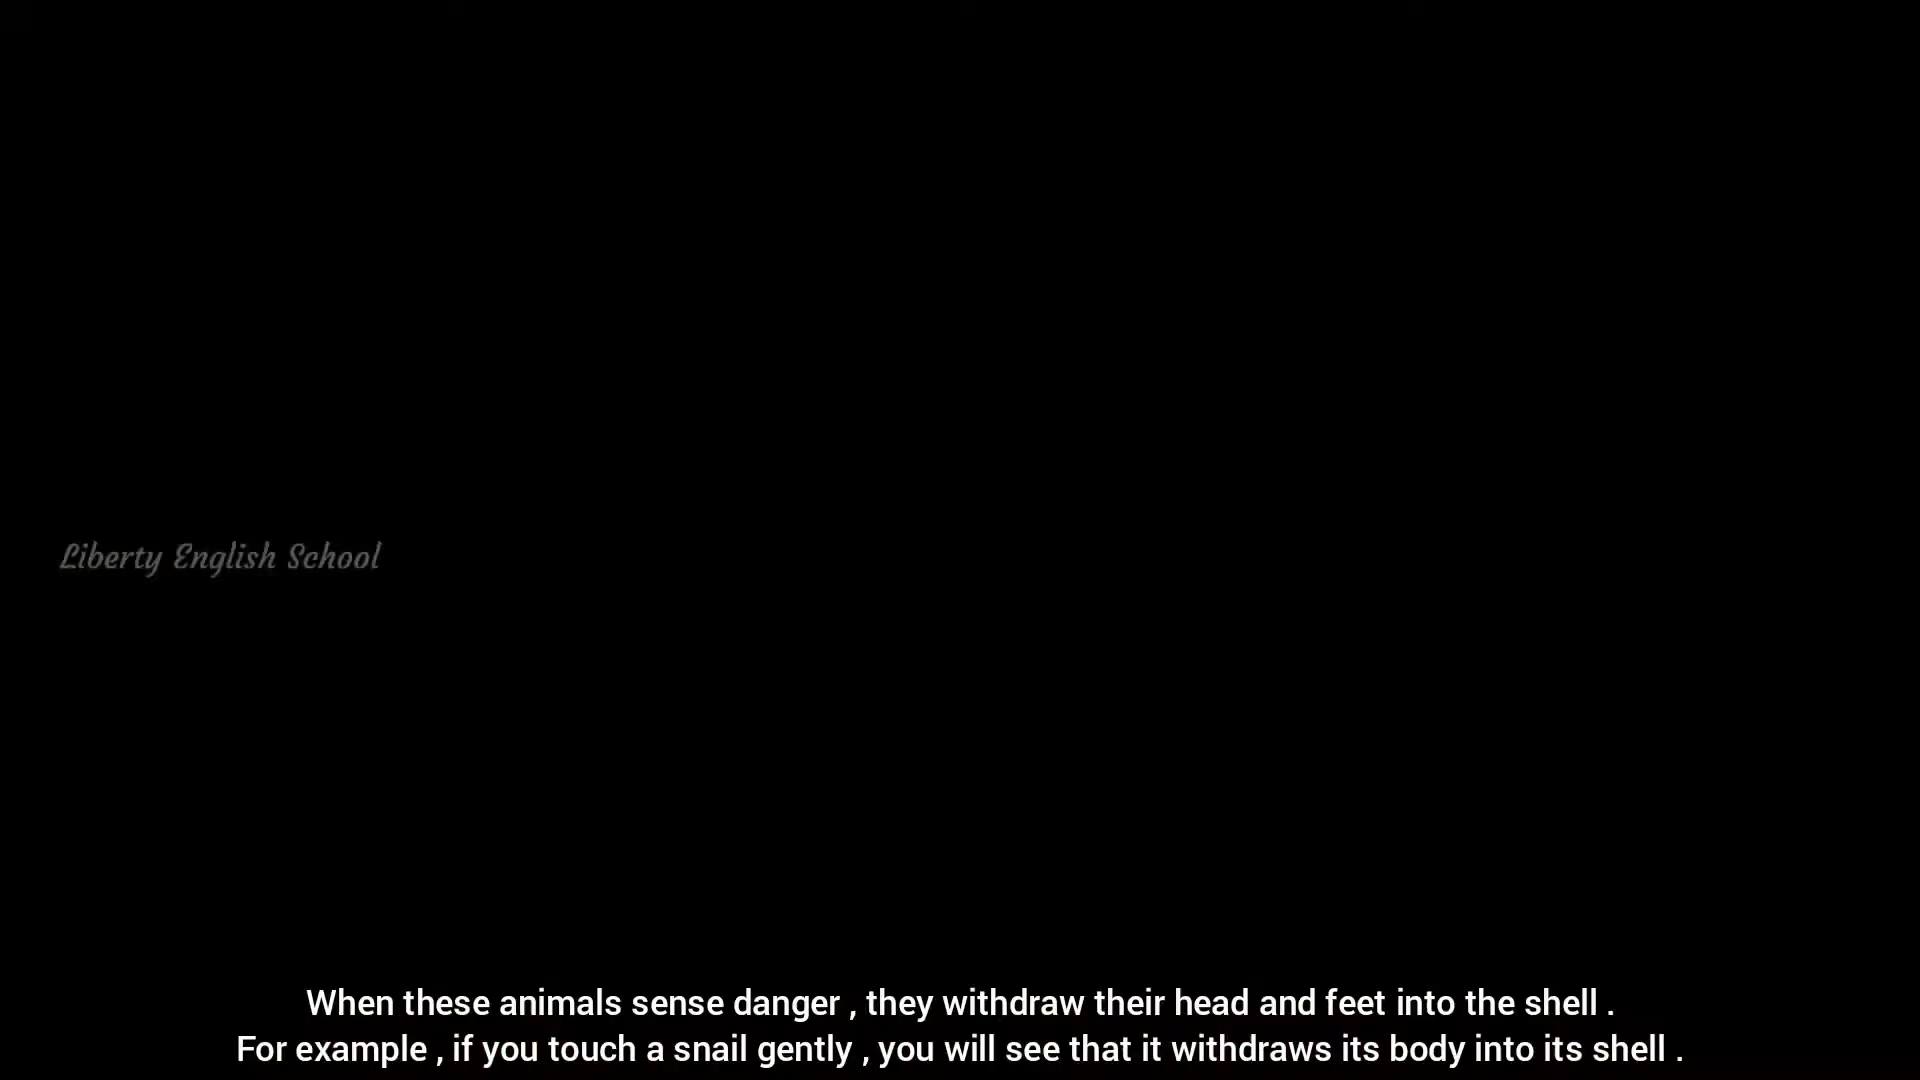 Liberty English School
When these animals sense danger , they withdraw their head and feet into the shell .
For example , if you touch a snail gently , you will see that it withdraws its body into its shell .